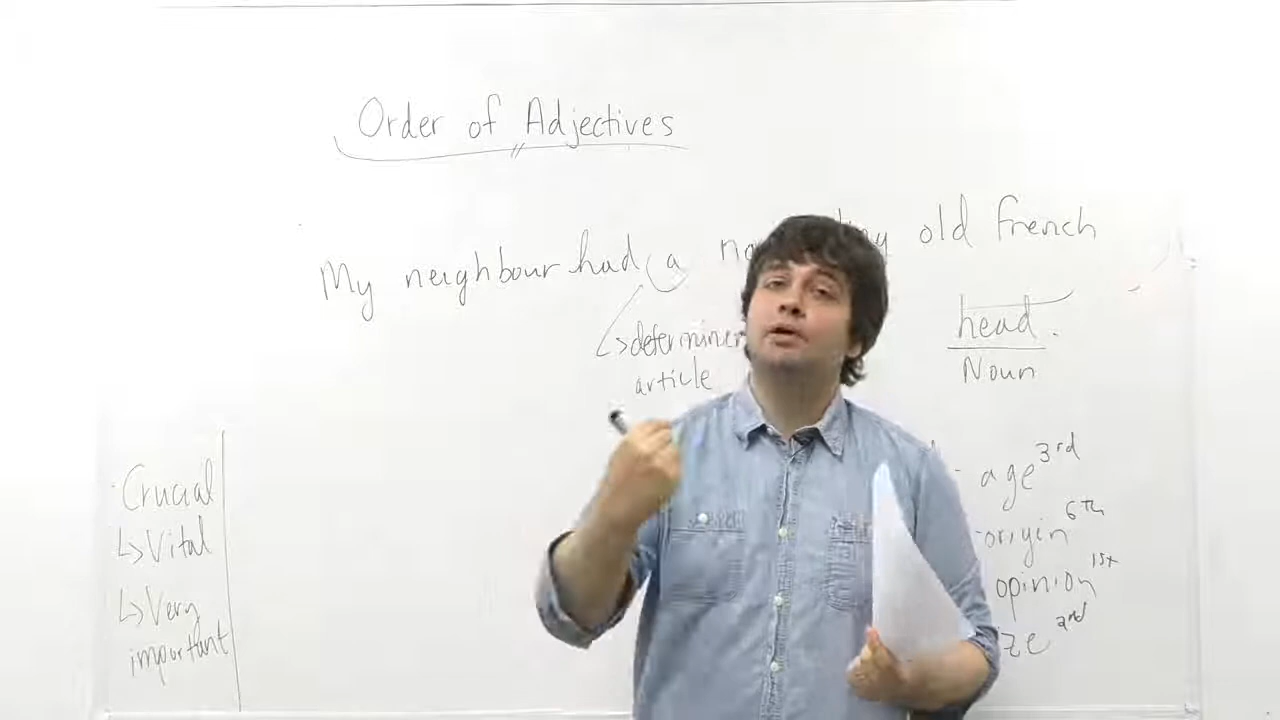 Order of Adjectives
My neighbour had a old french
head.
Noun
determiner
article
Crucial
↳Vital
↳Very
important
- age 3rd
-origin 6th
opinion 1st
ze 2nd